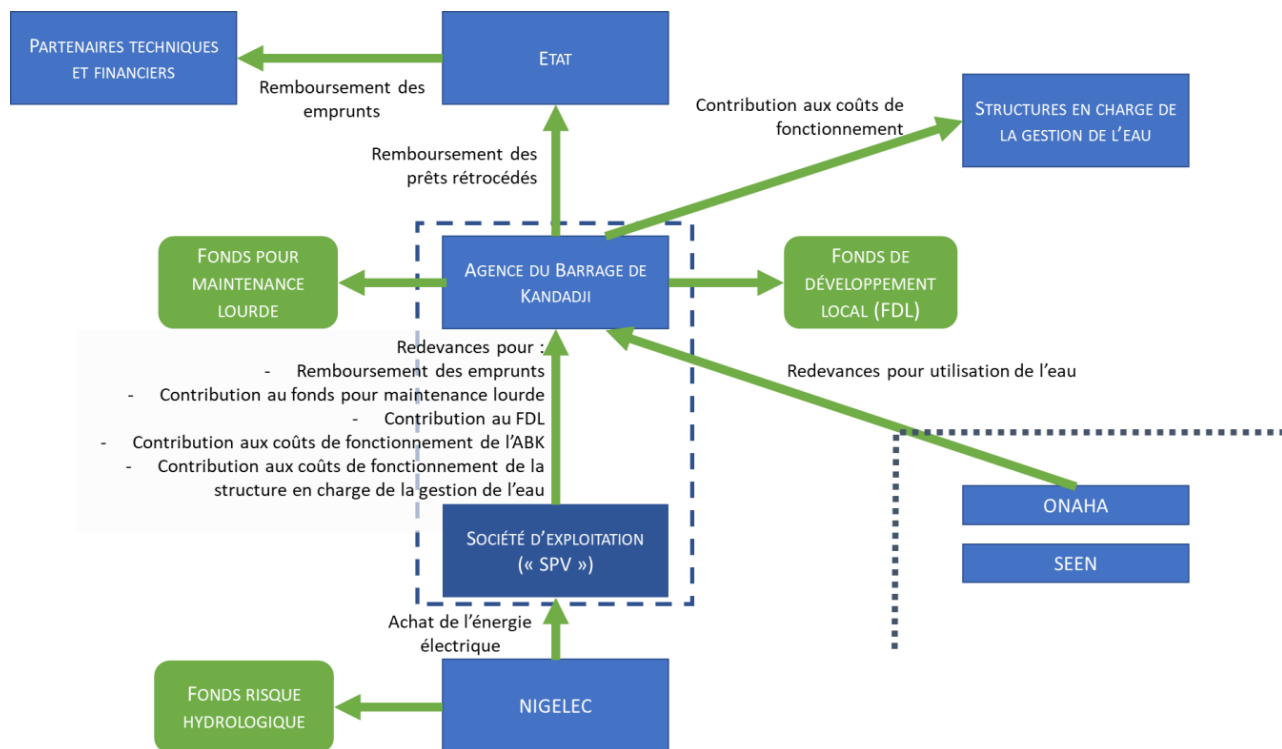 PARTENAIRES TECHNIQUES
ET FINANCIERS
ETAT
Remboursement des
emprunts
Contribution aux coûts de
fonctionnement
STRUCTURES EN CHARGE DE
LA GESTION DE L'EAU
Remboursement des
prêts rétrocédés
FONDS POUR
MAINTENANCE
LOURDE
AGENCE DU BARRAGE DE
KANDADJI
FONDS DE
DÉVELOPPEMENT
LOCAL (FDL)
Redevances pour :
- Remboursement des emprunts
- Contribution au fonds pour maintenance lourde
- Contribution au FDL
- Contribution aux coûts de fonctionnement de l'ABK
- Contribution aux coûts de fonctionnement de la
structure en charge de la gestion de l'eau
Redevances pour utilisation de l'eau
ONAHA
SEEN
SOCIÉTÉ D'EXPLOITATION
(« SPV »)
Achat de l'énergie
électrique
FONDS RISQUE
HYDROLOGIQUE
NIGELEC